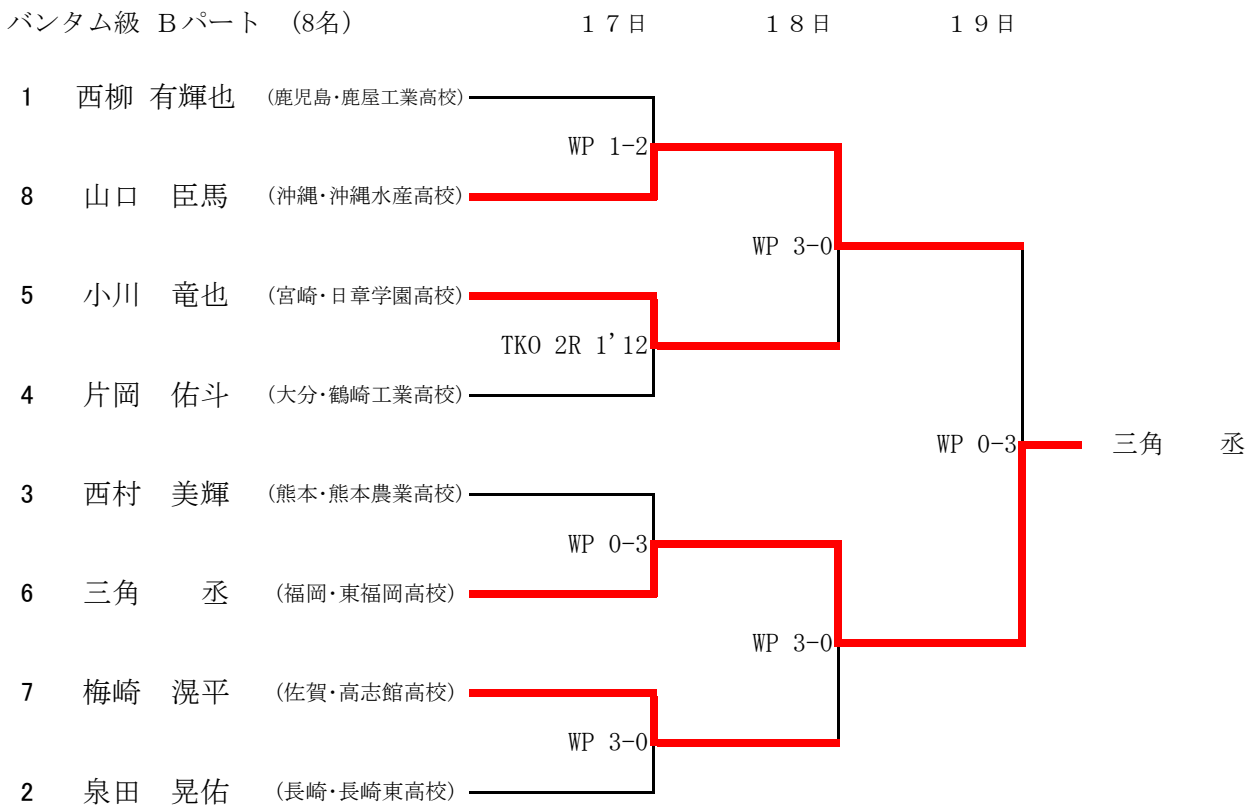 バンタム級 Ｂパート (8名) １７日 １８日 １９日
1 西柳 有輝也 (鹿児島・鹿屋工業高校)
WP 1-2
8 山口 臣馬 (沖縄・沖縄水産高校)
WP 3-0
5 小川 竜也 (宮崎・日章学園高校)
TKO 2R 1’12
4 片岡 佑斗 (大分・鶴崎工業高校)
WP 0-3 三角 丞
3 西村 美輝 (熊本・熊本農業高校)
WP 0-3
6 三角 丞 (福岡・東福岡高校)
WP 3-0
7 梅崎 滉平 (佐賀・高志館高校)
WP 3-0
2 泉田 晃佑 (長崎・長崎東高校)